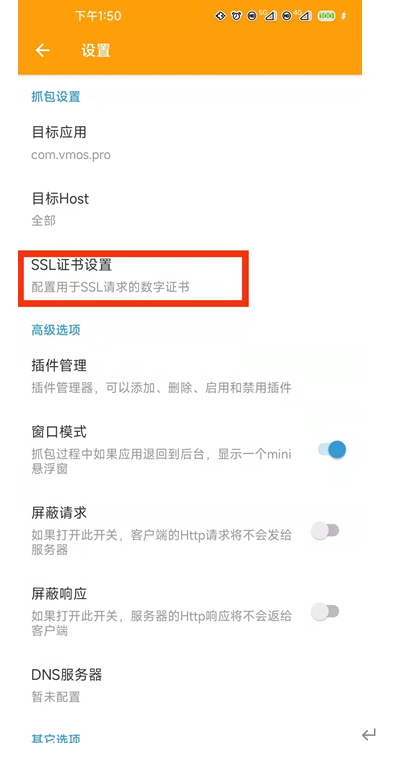 下午1:50
5G
4G
100
设置
抓包设置
目标应用
com.vmos.pro
目标Host
全部
SSL证书设置
配置用于SSL请求的数字证书
高级选项
插件管理
插件管理器，可以添加、删除、启用和禁用插件
窗口模式
抓包过程中如果应用退回到后台，显示一个mini
悬浮窗
屏蔽请求
如果打开此开关，客户端的Http请求将不会发给
服务器
屏蔽响应
如果打开此开关，服务器的Http响应将不会返给
客户端
DNS服务器
暂未配置
其它选项